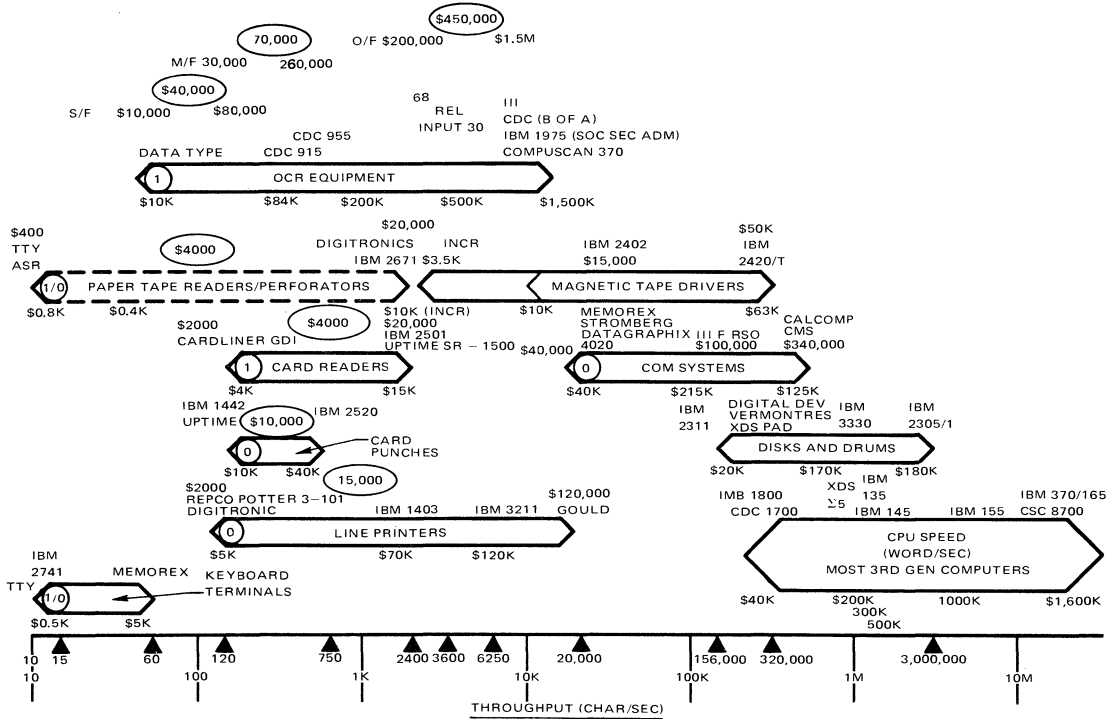 $450,000
70,000
O/F $200,000
$1.5M
M/F 30,000
260,000
$40,000
S/F $10,000
$80,000
68
REL
INPUT 30
III
CDC (B OF A)
IBM 1975 (SOC SEC ADM)
COMPUSCAN 370
CDC 955
DATA TYPE
CDC 915
1
OCR EQUIPMENT
$10K
$84K
$200K
$500K
$1,500K
$400
TTY
ASR
$4000
$20,000
DIGITRONICS
IBM 2671
INCR
$3.5K
IBM 2402
$15,000
$50K
IBM
2420/T
1/0
PAPER TAPE READERS/PERFORATORS
MAGNETIC TAPE DRIVERS
$0.8K
$0.4K
$10K (INCR)
$10K
$63K
$2000
CARDLINER GDI
$4000
$20,000
IBM 2501
UPTIME SR – 1500
$40,000
MEMOREX
STROMBERG
DATAGRAPHIX
4020
III F RSO
$100,000
CALCOMP
CMS
$340,000
1
CARD READERS
0
COM SYSTEMS
$4K
$15K
$40K
$215K
$125K
IBM 1442
UPTIME
$10,000
IBM 2520
IBM
2311
DIGITAL DEV
VERMONTRES
XDS PAD
IBM
3330
IBM
2305/1
0
CARD
PUNCHES
DISKS AND DRUMS
$10K
$40K
$20K
$170K
$180K
15,000
$2000
REPCO POTTER 3–101
DIGITRONIC
IBM 1403
IBM 3211
$120,000
GOULD
IMB 1800
CDC 1700
XDS
Σ5
IBM
135
IBM 145
IBM 155
IBM 370/165
CSC 8700
0
LINE PRINTERS
CPU SPEED
(WORD/SEC)
MOST 3RD GEN COMPUTERS
$5K
$70K
$120K
IBM
2741
TTY
MEMOREX
KEYBOARD
TERMINALS
1/0
$0.5K
$5K
$40K
$200K
300K
500K
1000K
$1,600K
10
15
60
120
750
2400
3600
6250
20,000
156,000
320,000
3,000,000
10
100
1K
10K
100K
1M
10M
THROUGHPUT (CHAR/SEC)